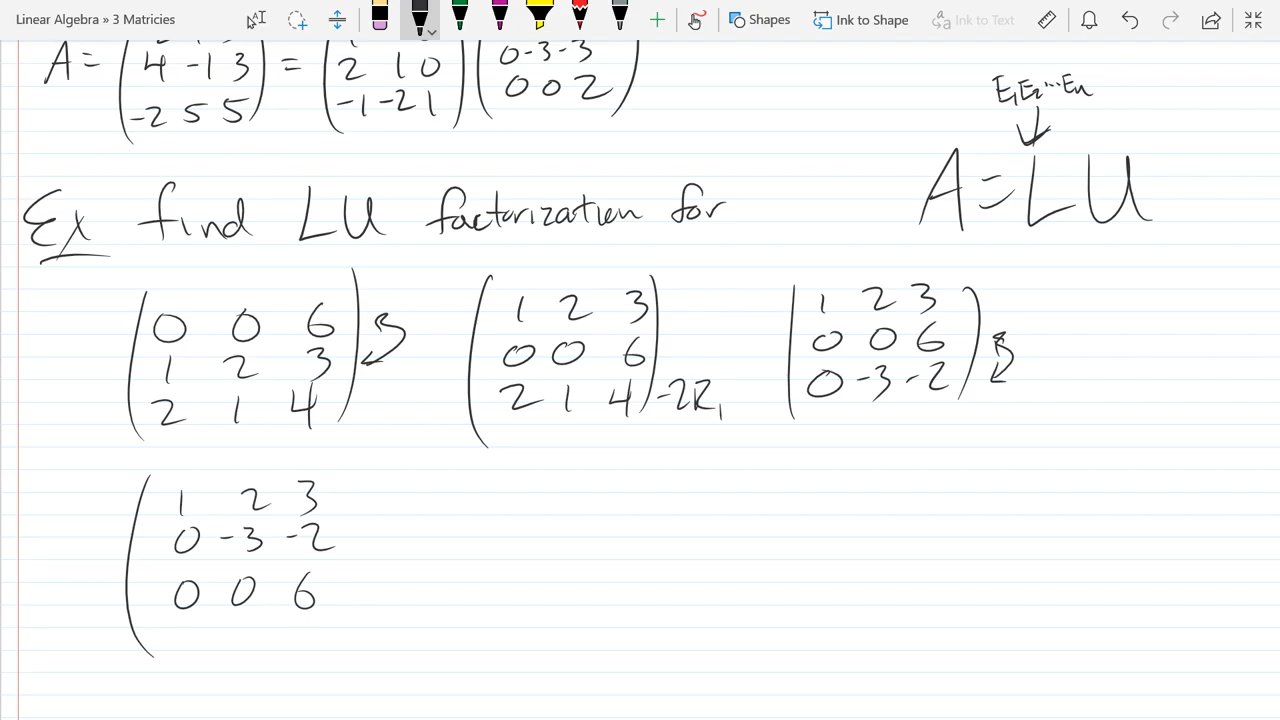 Linear Algebra » 3 Matricies
Shapes
Ink to Shape
Ink to Text
A = ( 4 -1 3 ) = ( 2 1 0 ) ( 0 -3 -3 )
-2 5 5 -1 -2 1 0 0 2
E1E2...En
A = LU
Ex find LU factorization for
0 0 6
1 2 3
2 1 4
1 2 3
0 0 6
2 1 4 -2R1
1 2 3
0 0 6
0 -3 -2
1 2 3
0 -3 -2
0 0 6